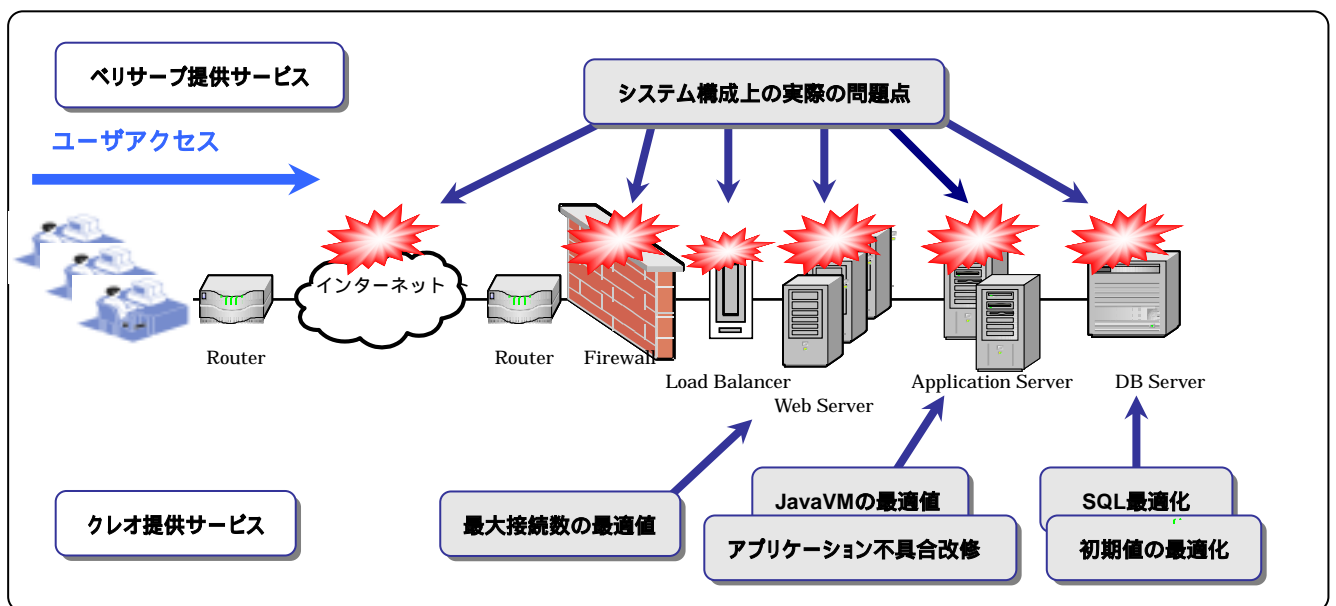 ベリサーブ提供サービス
システム構成上の実際の問題点
ユーザアクセス
インターネット
Router
Router
Firewall
Load Balancer
Web Server
Application Server
DB Server
クレオ提供サービス
最大接続数の最適値
JavaVMの最適値
アプリケーション不具合改修
SQL最適化
初期値の最適化